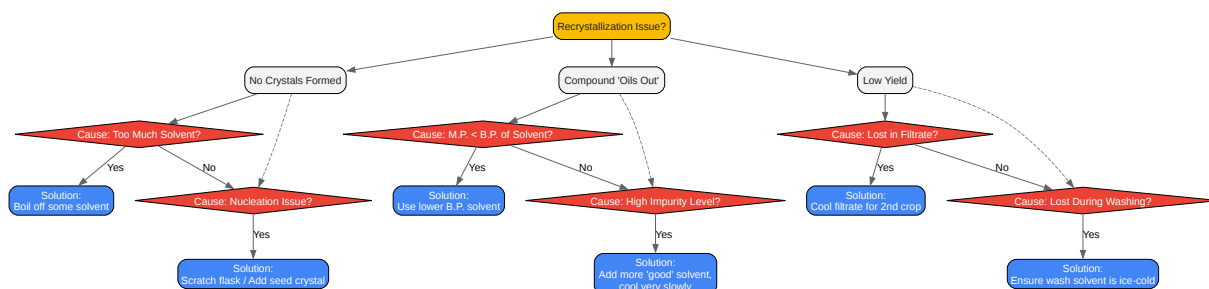 Recrystallization Issue?
No Crystals Formed
Compound 'Oils Out'
Low Yield
Cause: Too Much Solvent?
Cause: M.P. < B.P. of Solvent?
Cause: Lost in Filtrate?
Yes
No
Yes
No
Yes
No
Solution:
Boil off some solvent
Cause: Nucleation Issue?
Solution:
Use lower B.P. solvent
Cause: High Impurity Level?
Solution:
Cool filtrate for 2nd crop
Cause: Lost During Washing?
Yes
Yes
Yes
Solution:
Scratch flask / Add seed crystal
Solution:
Add more 'good' solvent,
cool very slowly
Solution:
Ensure wash solvent is ice-cold